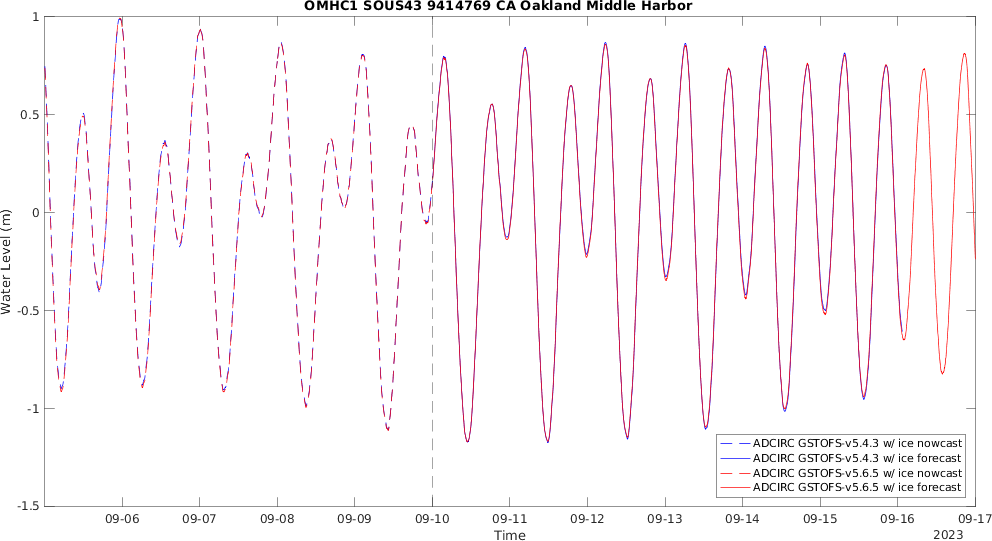 OMHC1 SOUS43 9414769 CA Oakland Middle Harbor
1
0.5
0
-0.5
-1
-1.5
Water Level (m)
ADCIRC GSTOFS-v5.4.3 w/ ice nowcast
ADCIRC GSTOFS-v5.4.3 w/ ice forecast
ADCIRC GSTOFS-v5.6.5 w/ ice nowcast
ADCIRC GSTOFS-v5.6.5 w/ ice forecast
09-06 09-07 09-08 09-09 09-10 09-11 09-12 09-13 09-14 09-15 09-16 09-17
Time 2023